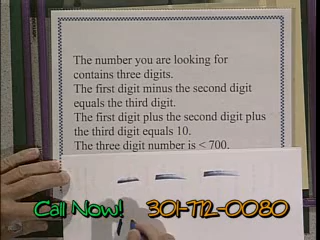 The number you are looking for
contains three digits.
The first digit minus the second digit
equals the third digit.
The first digit plus the second digit plus
the third digit equals 10.
The three digit number is < 700.
Call Now! 301-712-0080